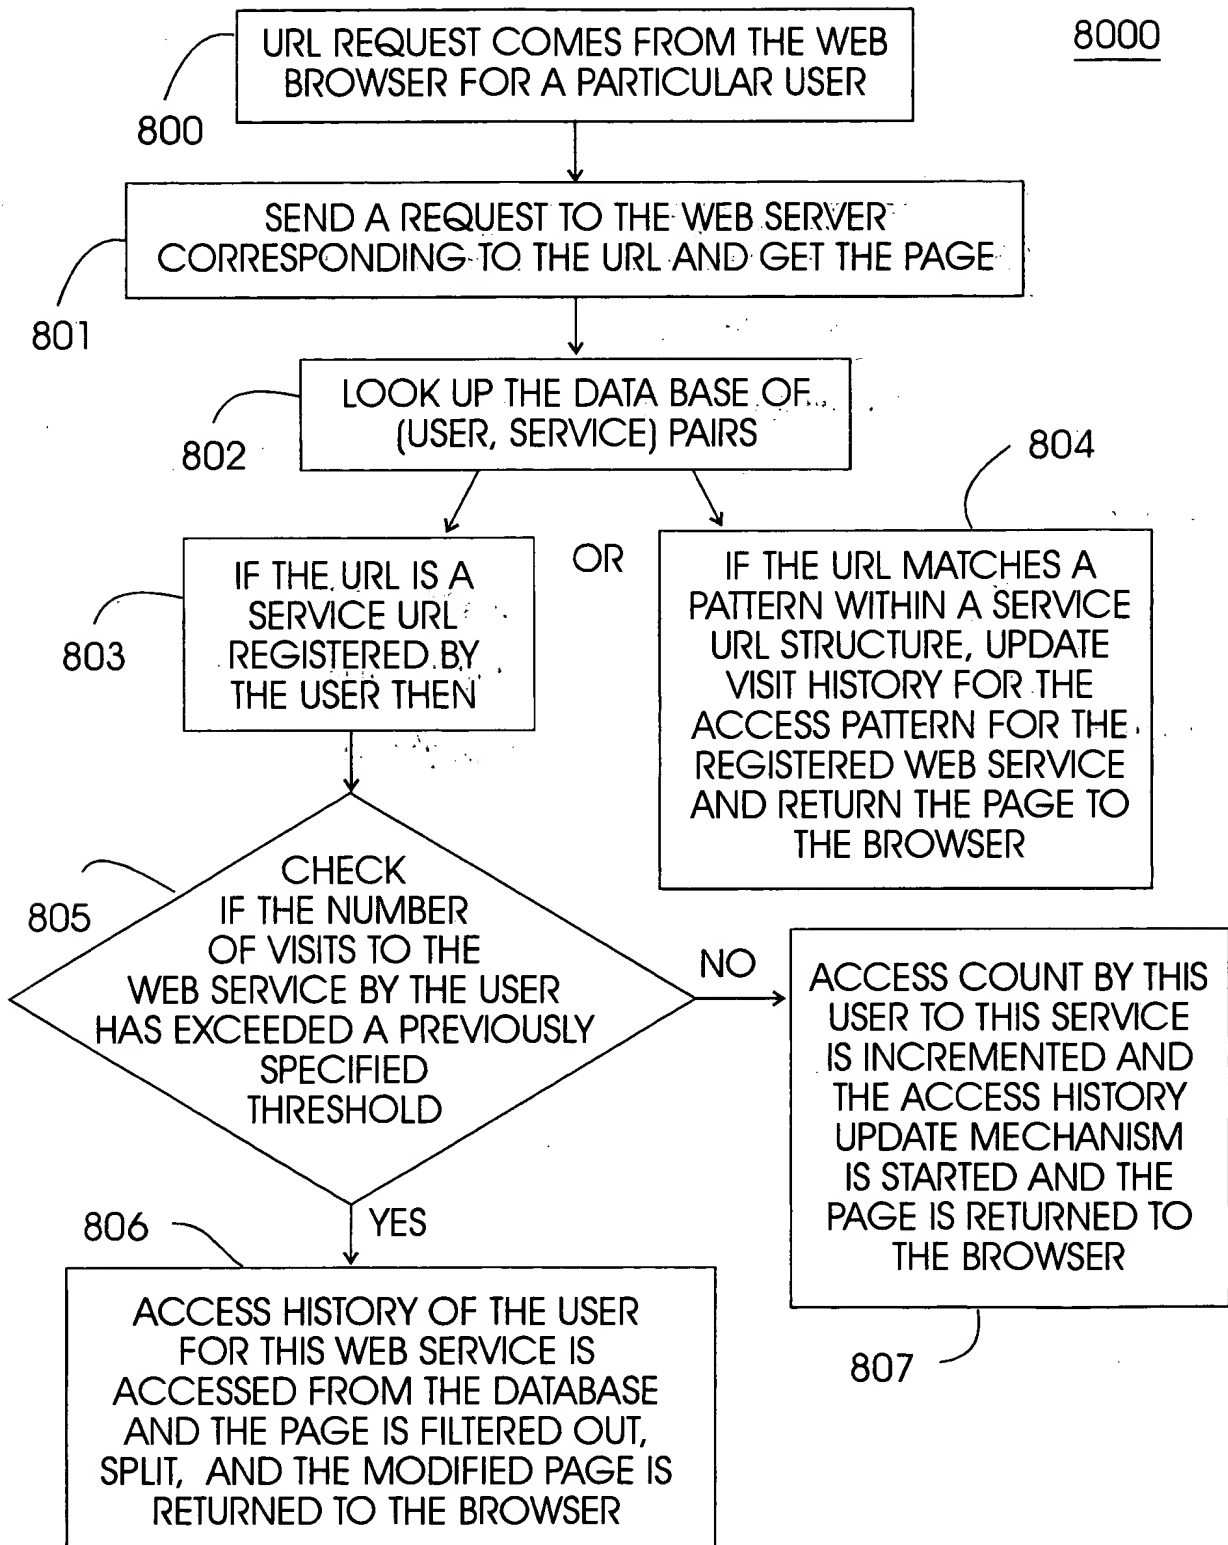 8000
URL REQUEST COMES FROM THE WEB
BROWSER FOR A PARTICULAR USER
800
SEND A REQUEST TO THE WEB SERVER
CORRESPONDING TO THE URL AND GET THE PAGE
801
LOOK UP THE DATA BASE OF
(USER, SERVICE) PAIRS
802
804
IF THE URL IS A
SERVICE URL
REGISTERED BY
THE USER THEN
803
OR
IF THE URL MATCHES A
PATTERN WITHIN A SERVICE
URL STRUCTURE, UPDATE
VISIT HISTORY FOR THE
ACCESS PATTERN FOR THE
REGISTERED WEB SERVICE
AND RETURN THE PAGE TO
THE BROWSER
CHECK
IF THE NUMBER
OF VISITS TO THE
WEB SERVICE BY THE USER
HAS EXCEEDED A PREVIOUSLY
SPECIFIED
THRESHOLD
805
NO
ACCESS COUNT BY THIS
USER TO THIS SERVICE
IS INCREMENTED AND
THE ACCESS HISTORY
UPDATE MECHANISM
IS STARTED AND THE
PAGE IS RETURNED TO
THE BROWSER
807
YES
806
ACCESS HISTORY OF THE USER
FOR THIS WEB SERVICE IS
ACCESSED FROM THE DATABASE
AND THE PAGE IS FILTERED OUT,
SPLIT, AND THE MODIFIED PAGE IS
RETURNED TO THE BROWSER